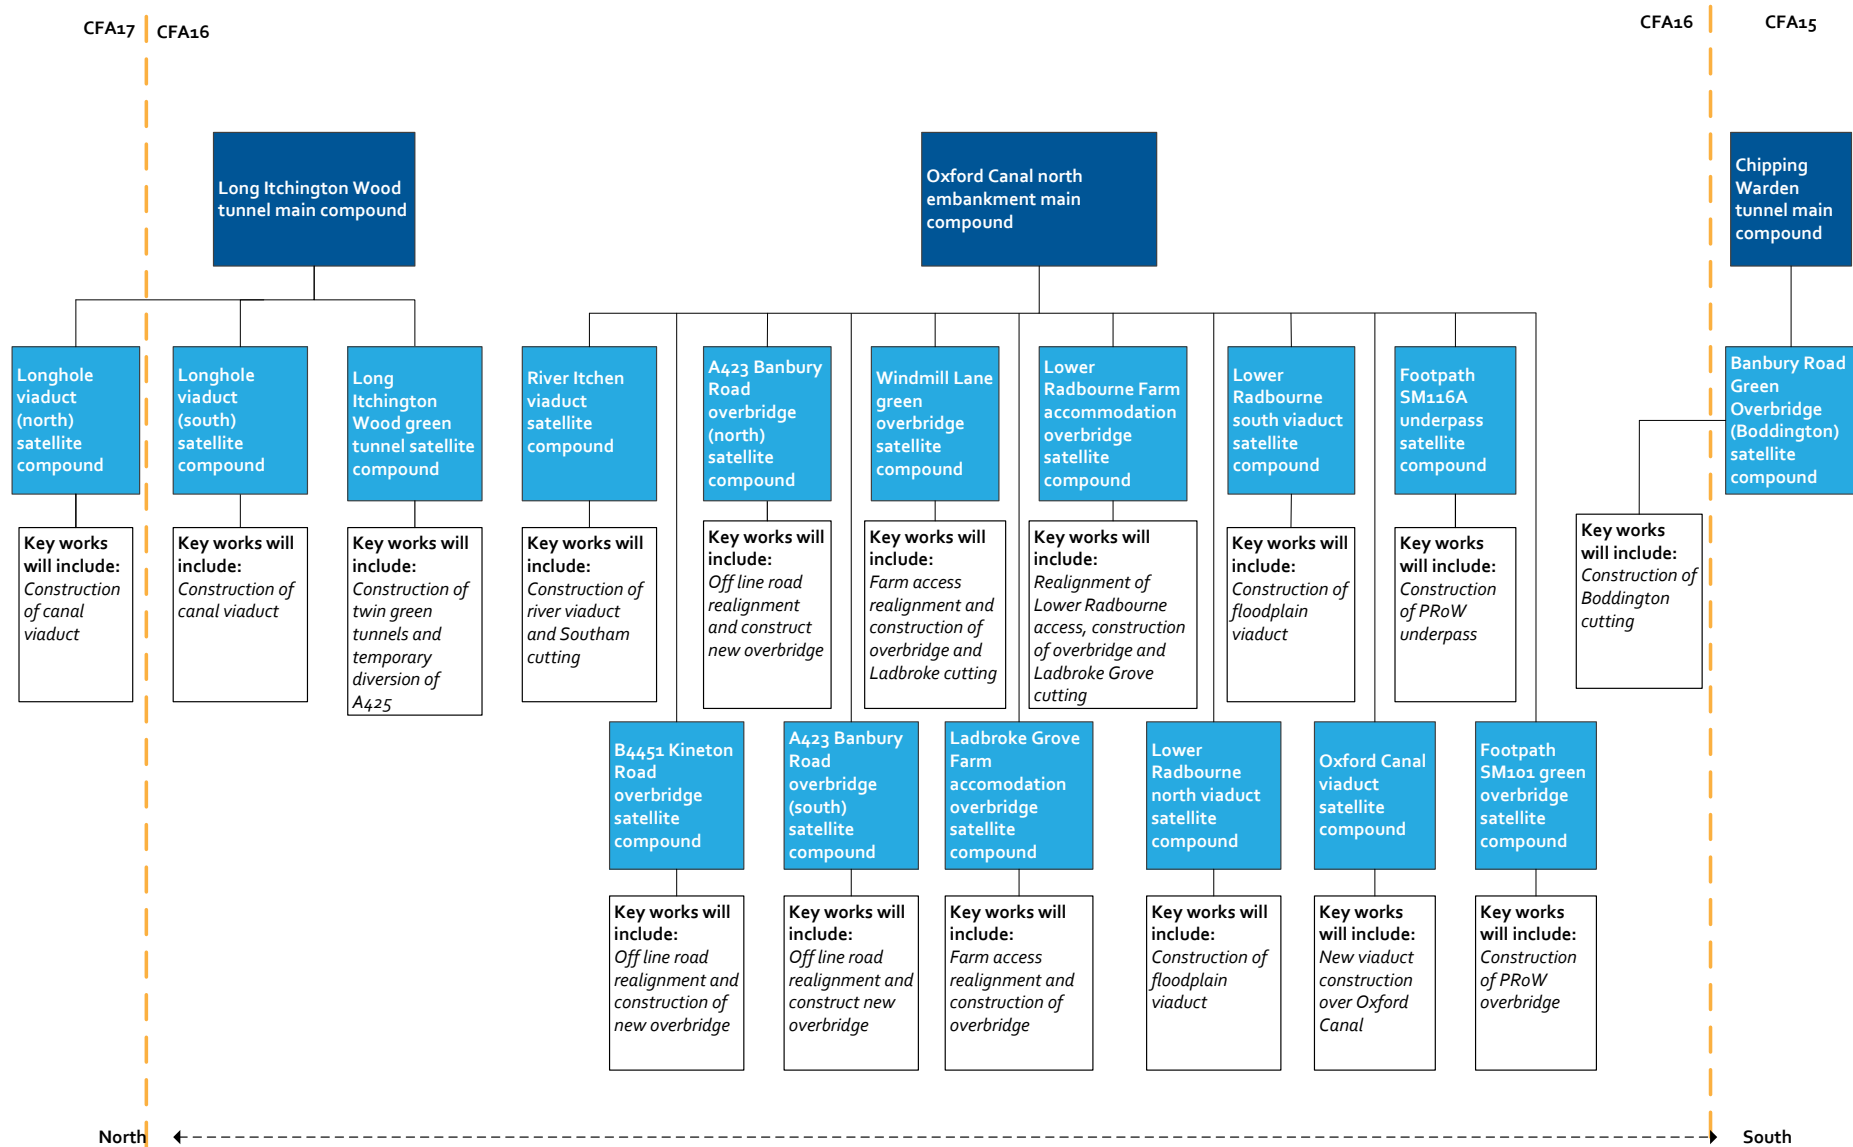 CFA17
CFA16
CFA16
CFA15
Long Itchington Wood
tunnel main compound
Oxford Canal north
embankment main
compound
Chipping
Warden
tunnel main
compound
Longhole
viaduct
(north)
satellite
compound
Longhole
viaduct
(south)
satellite
compound
Long
Itchington
Wood green
tunnel satellite
compound
River Itchen
viaduct
satellite
compound
A423 Banbury
Road
overbridge
(north)
satellite
compound
Windmill Lane
green
overbridge
satellite
compound
Lower
Radbourne Farm
accommodation
overbridge
satellite
compound
Lower
Radbourne
south viaduct
satellite
compound
Footpath
SM116A
underpass
satellite
compound
Banbury Road
Green
Overbridge
(Boddington)
satellite
compound
Key works
will include:
Construction
of canal
viaduct
Key works will
include:
Construction of
canal viaduct
Key works will
include:
Construction of
twin green
tunnels and
temporary
diversion of
A425
Key works will
include:
Construction of
river viaduct
and Southam
cutting
Key works will
include:
Off line road
realignment
and construct
new overbridge
Key works will
include:
Farm access
realignment and
construction of
overbridge and
Ladbroke cutting
Key works will
include:
Realignment of
Lower Radbourne
access, construction
of overbridge and
Ladbroke Grove
cutting
Key works will
include:
Construction of
floodplain
viaduct
Key works
will include:
Construction
of PRoW
underpass
Key works
will include:
Construction of
Boddington
cutting
B4451 Kineton
Road
overbridge
satellite
compound
A423 Banbury
Road
overbridge
(south)
satellite
compound
Ladbroke Grove
Farm
accomodation
overbridge
satellite
compound
Lower
Radbourne
north viaduct
satellite
compound
Oxford Canal
viaduct
satellite
compound
Footpath
SM101 green
overbridge
satellite
compound
Key works will
include:
Off line road
realignment and
construction of
new overbridge
Key works will
include:
Off line road
realignment and
construct new
overbridge
Key works will
include:
Farm access
realignment and
construction of
overbridge
Key works will
include:
Construction of
floodplain
viaduct
Key works
will include:
New viaduct
construction
over Oxford
Canal
Key works
will include:
Construction
of PRoW
overbridge
North
South